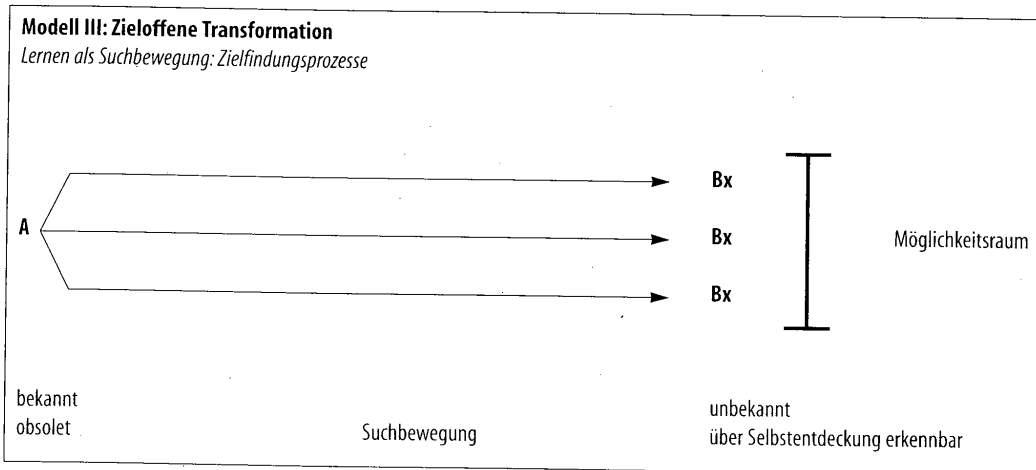 Modell III: Zieloffene Transformation
Lernen als Suchbewegung: Zielfindungsprozesse
Bx
A
Bx
Möglichkeitsraum
Bx
bekannt
obsolet
Suchbewegung
unbekannt
über Selbstentdeckung erkennbar